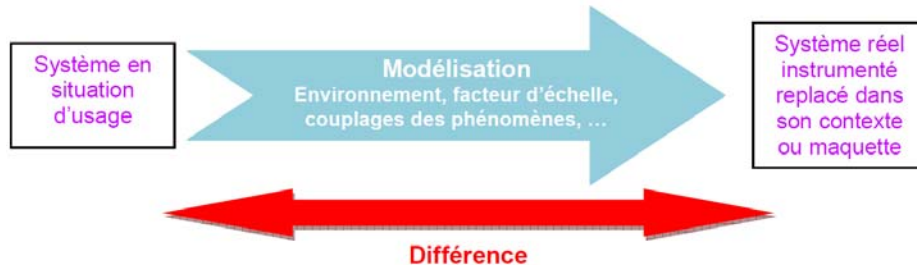 Système en
situation
d'usage
Modélisation
Environnement, facteur d'échelle,
couplages des phénomènes, ...
Système réel
instrumenté
replacé dans
son contexte
ou maquette
Différence